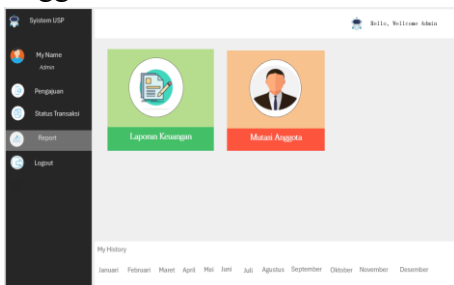 Syistem USP
Hello, Wellcome Admin
My Name
Admin
Pengajuan
Status Transaksi
Report
Logout
Laporan Keuangan
Mutasi Anggota
My History
Januari Februari Maret April Mei Juni Juli Agustus September Oktober November Desember